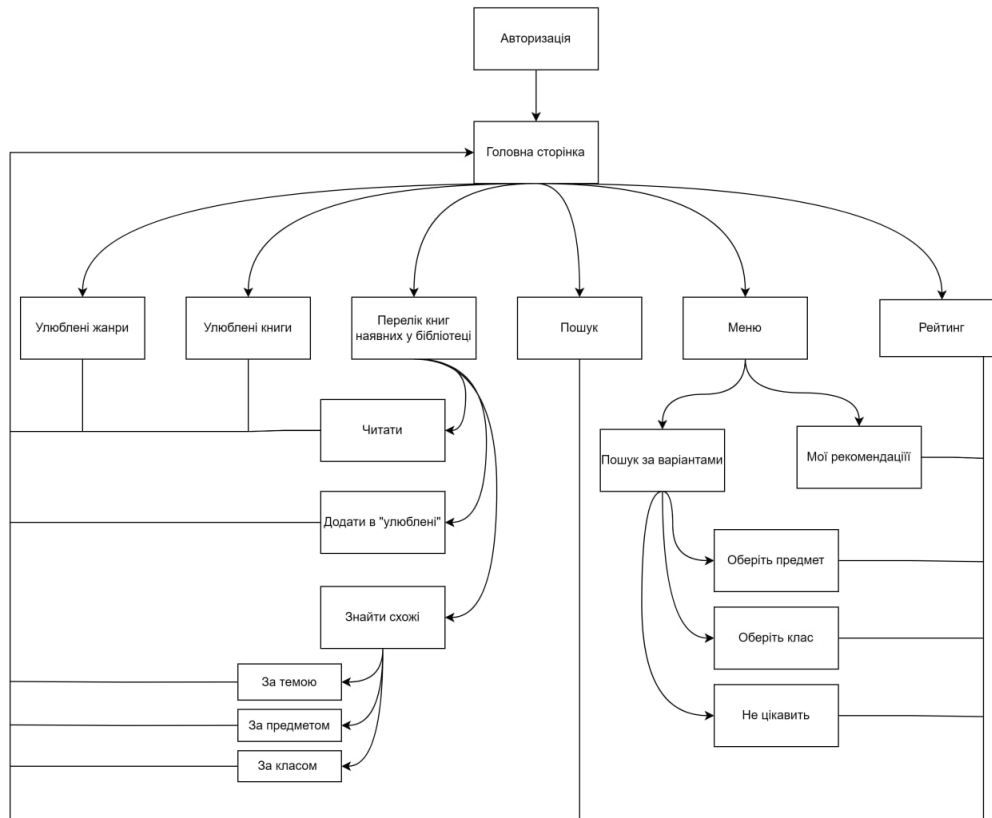 Авторизація
Головна сторінка
Улюблені жанри
Улюблені книги
Перелік книг
наявних у бібліотеці
Пошук
Меню
Рейтинг
Читати
Пошук за варіантами
Мої рекомендаціїї
Додати в "улюблені"
Оберіть предмет
Знайти схожі
Оберіть клас
За темою
За предметом
Не цікавить
За класом